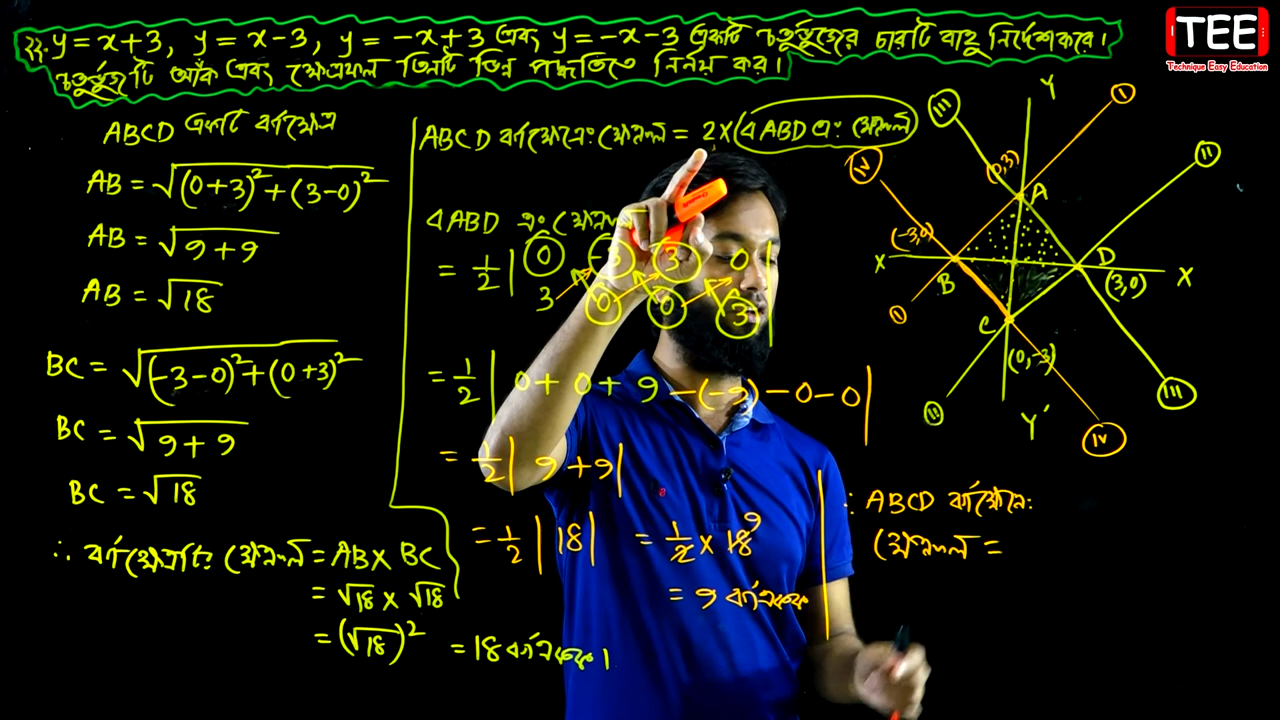 ২২. y = x+3, y = x-3, y = -x+3 এবং y = -x-3 একটি চতুর্ভুজের চারটি বাহু নির্দেশ করে।
চতুর্ভুজটি আঁক এবং ক্ষেত্রফল তিনটি ভিন্ন পদ্ধতিতে নির্ণয় কর।
TEE
Technique Easy Education
ABCD একটি বর্গক্ষেত্র
AB = √(0+3)² + (3-0)²
AB = √9+9
AB = √18
BC = √(-3-0)² + (0+3)²
BC = √9+9
BC = √18
∴ বর্গক্ষেত্রটির ক্ষেত্রফল = AB X BC
= √18 x √18
= (√18)² = 18 বর্গএকক।
ABCD বর্গক্ষেত্রের ক্ষেত্রফল = 2 X (ΔABD এর ক্ষেত্রফল)
ΔABD এর
= 1/2 | 0 3 0 |
3 0 0 3
= 1/2 | 0 + 0 + 9 - (-9) - 0 - 0 |
= 1/2 | 9+9 |
= 1/2 | 18 | = 1/2 x 18 9
= 9 বর্গএকক
∴ ABCD বর্গক্ষেত্রের
ক্ষেত্রফল =
Y
I
III
II
IV
(0,3)
A
(-3,0)
X
B
D
X
(3,0)
I
C
(0,-3)
II
Y′
III
IV